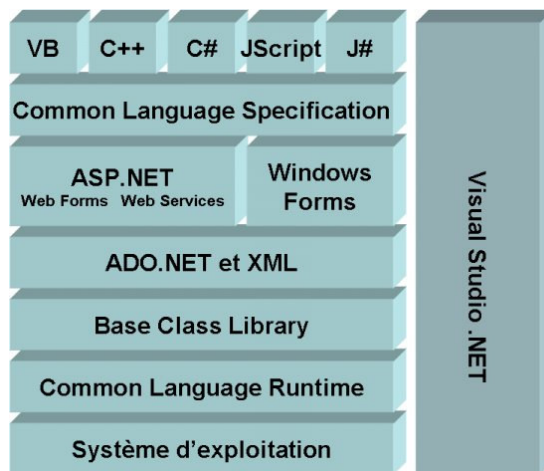 VB
C++
C#
JScript
J#
Common Language Specification
ASP.NET
Web Forms Web Services
Windows
Forms
ADO.NET et XML
Base Class Library
Common Language Runtime
Système d'exploitation
Visual Studio .NET